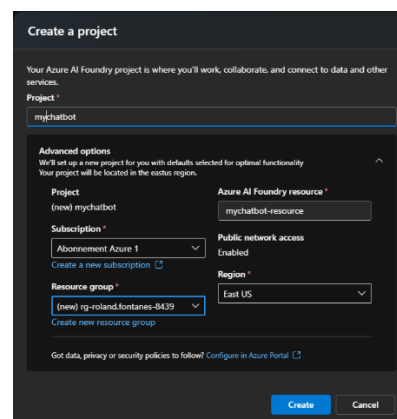 Create a project
Your Azure AI Foundry project is where you'll work, collaborate, and connect to data and other
services.
Project *
mychatbot
Advanced options
We'll set up a new project for you with defaults selected for optimal functionality
Your project will be located in the eastus region.
Project
(new) mychatbot
Subscription *
Abonnement Azure 1
Create a new subscription
Resource group *
(new) rg-roland.fontanes-8439
Create new resource group
Azure AI Foundry resource *
mychatbot-resource
Public network access
Enabled
Region *
East US
Got data, privacy or security policies to follow? Configure in Azure Portal
Create
Cancel